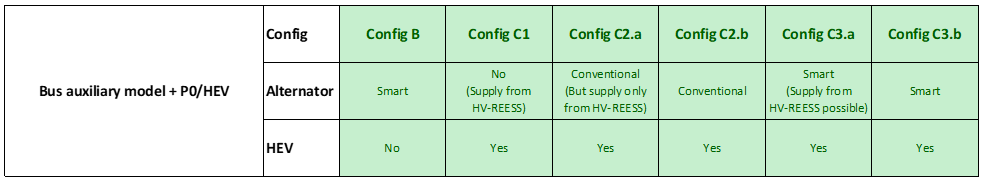 Bus auxiliary model + P0/HEV
Config
Config B
Config C1
Config C2.a
Config C2.b
Config C3.a
Config C3.b
Alternator
Smart
No
(Supply from
HV-REESS)
Conventional
(But supply only
from HV-REESS)
Conventional
Smart
(Supply from
HV-REESS possible)
Smart
HEV
No
Yes
Yes
Yes
Yes
Yes